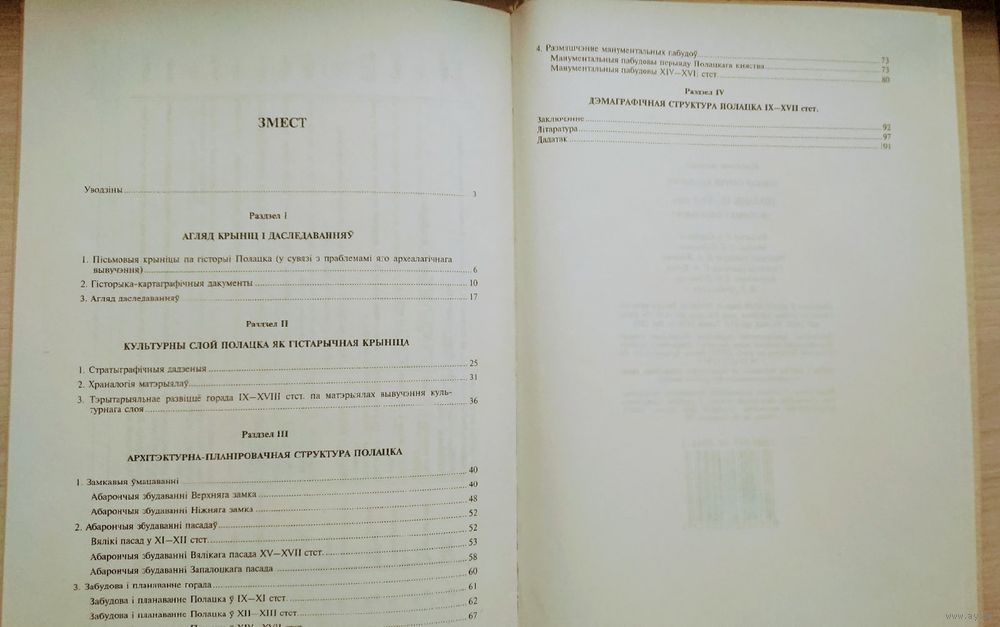 ЗМЕСТ
Уводзіны 3
Раздзел I
АГЛЯД КРЫНІЦ І ДАСЛЕДАВАННЯЎ
1. Пісьмовыя крыніцы па гісторыі Полацка (у сувязі з праблемамі яго археалагічнага
вывучэння) 6
2. Гісторыка-картаграфічныя дакументы 10
3. Агляд даследаванняў 17
Раздзел II
КУЛЬТУРНЫ СЛОЙ ПОЛАЦКА ЯК ГІСТАРЫЧНАЯ КРЫНІЦА
1. Стратыграфічныя дадзеныя 25
2. Храналогія матэрыялаў 31
3. Тэрытарыяльнае развіццё горада IX—XVIII стст. па матэрыялах вывучэння куль-
турнага слоя 36
Раздзел III
АРХІТЭКТУРНА-ПЛАНІРОВАЧНАЯ СТРУКТУРА ПОЛАЦКА
1. Замкавыя ўмацаванні 40
Абарончыя збудаванні Верхняга замка 40
Абарончыя збудаванні Ніжняга замка 48
2. Абарончыя збудаванні пасадаў 52
Вялікі пасад у XI—XII стст. 52
Абарончыя збудаванні Вялікага пасада XV—XVII стст. 53
Абарончыя збудаванні Запалоцкага пасада 58
3. Забудова і планаванне горада 60
Забудова і планаванне Полацка ў IX—XI стст. 61
Забудова і планаванне Полацка ў XII—XIII стст. 62
67
4. Размяшчэнне манументальных пабудоў 73
Манументальныя пабудовы перыяду Полацкага княства 73
Манументальныя пабудовы XIV—XVII стст. 80
Раздзел IV
ДЭМАГРАФІЧНАЯ СТРУКТУРА ПОЛАЦКА IX—XVII стст.
Заключэнне 92
Літаратура 97
Дадатак 101